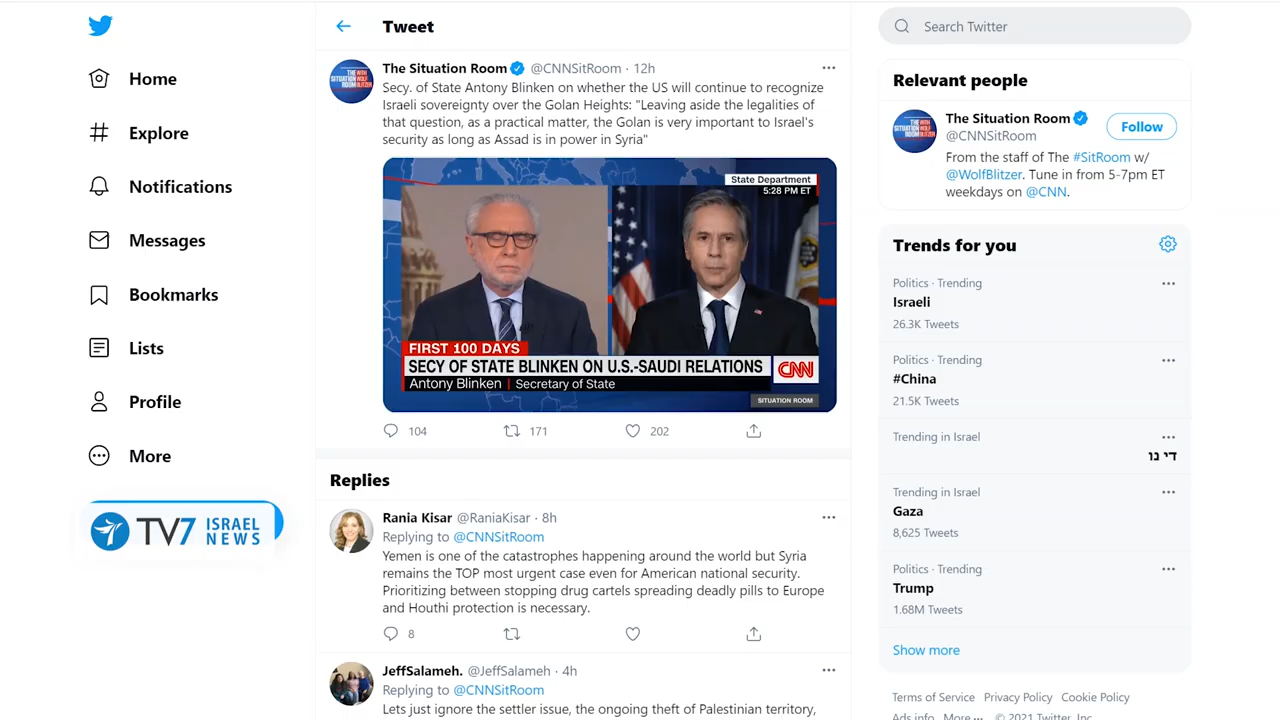 Home
Explore
Notifications
Messages
Bookmarks
Lists
Profile
More
TV7 ISRAEL NEWS
Tweet
The Situation Room @CNNSitRoom · 12h
Secy. of State Antony Blinken on whether the US will continue to recognize
Israeli sovereignty over the Golan Heights: "Leaving aside the legalities of
that question, as a practical matter, the Golan is very important to Israel's
security as long as Assad is in power in Syria"
State Department
5:28 PM ET
FIRST 100 DAYS
SECY OF STATE BLINKEN ON U.S.-SAUDI RELATIONS
CNN
Antony Blinken | Secretary of State
SITUATION ROOM
104 171 202
Replies
Rania Kisar @RaniaKisar · 8h
Replying to @CNNSitRoom
Yemen is one of the catastrophes happening around the world but Syria
remains the TOP most urgent case even for American national security.
Prioritizing between stopping drug cartels spreading deadly pills to Europe
and Houthi protection is necessary.
8
JeffSalameh. @JeffSalameh · 4h
Replying to @CNNSitRoom
Lets just ignore the settler issue, the ongoing theft of Palestinian territory,
Search Twitter
Relevant people
The Situation Room
@CNNSitRoom
Follow
From the staff of The #SitRoom w/
@WolfBlitzer. Tune in from 5-7pm ET
weekdays on @CNN.
Trends for you
Politics · Trending
Israeli
26.3K Tweets
Politics · Trending
#China
21.5K Tweets
Trending in Israel
די נו
Trending in Israel
Gaza
8,625 Tweets
Politics · Trending
Trump
1.68M Tweets
Show more
Terms of Service Privacy Policy Cookie Policy
Ads info More ··· © 2021 Twitter, Inc.